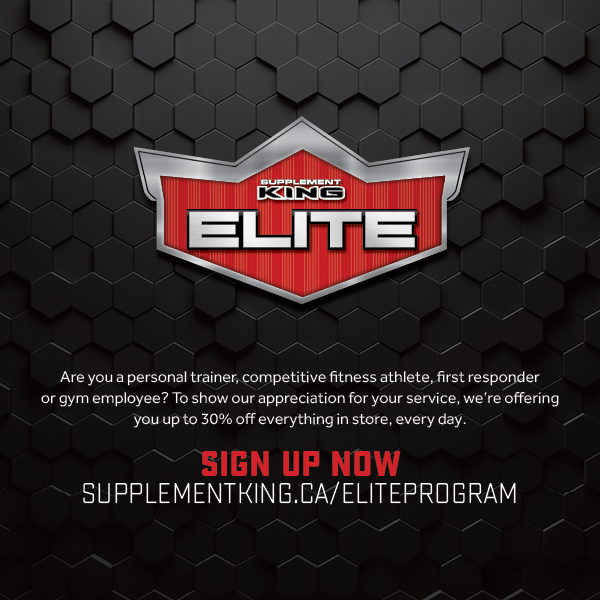 SUPPLEMENT
KING
ELITE
Are you a personal trainer, competitive fitness athlete, first responder
or gym employee? To show our appreciation for your service, we're offering
you up to 30% off everything in store, every day.
SIGN UP NOW
SUPPLEMENTKING.CA/ELITEPROGRAM